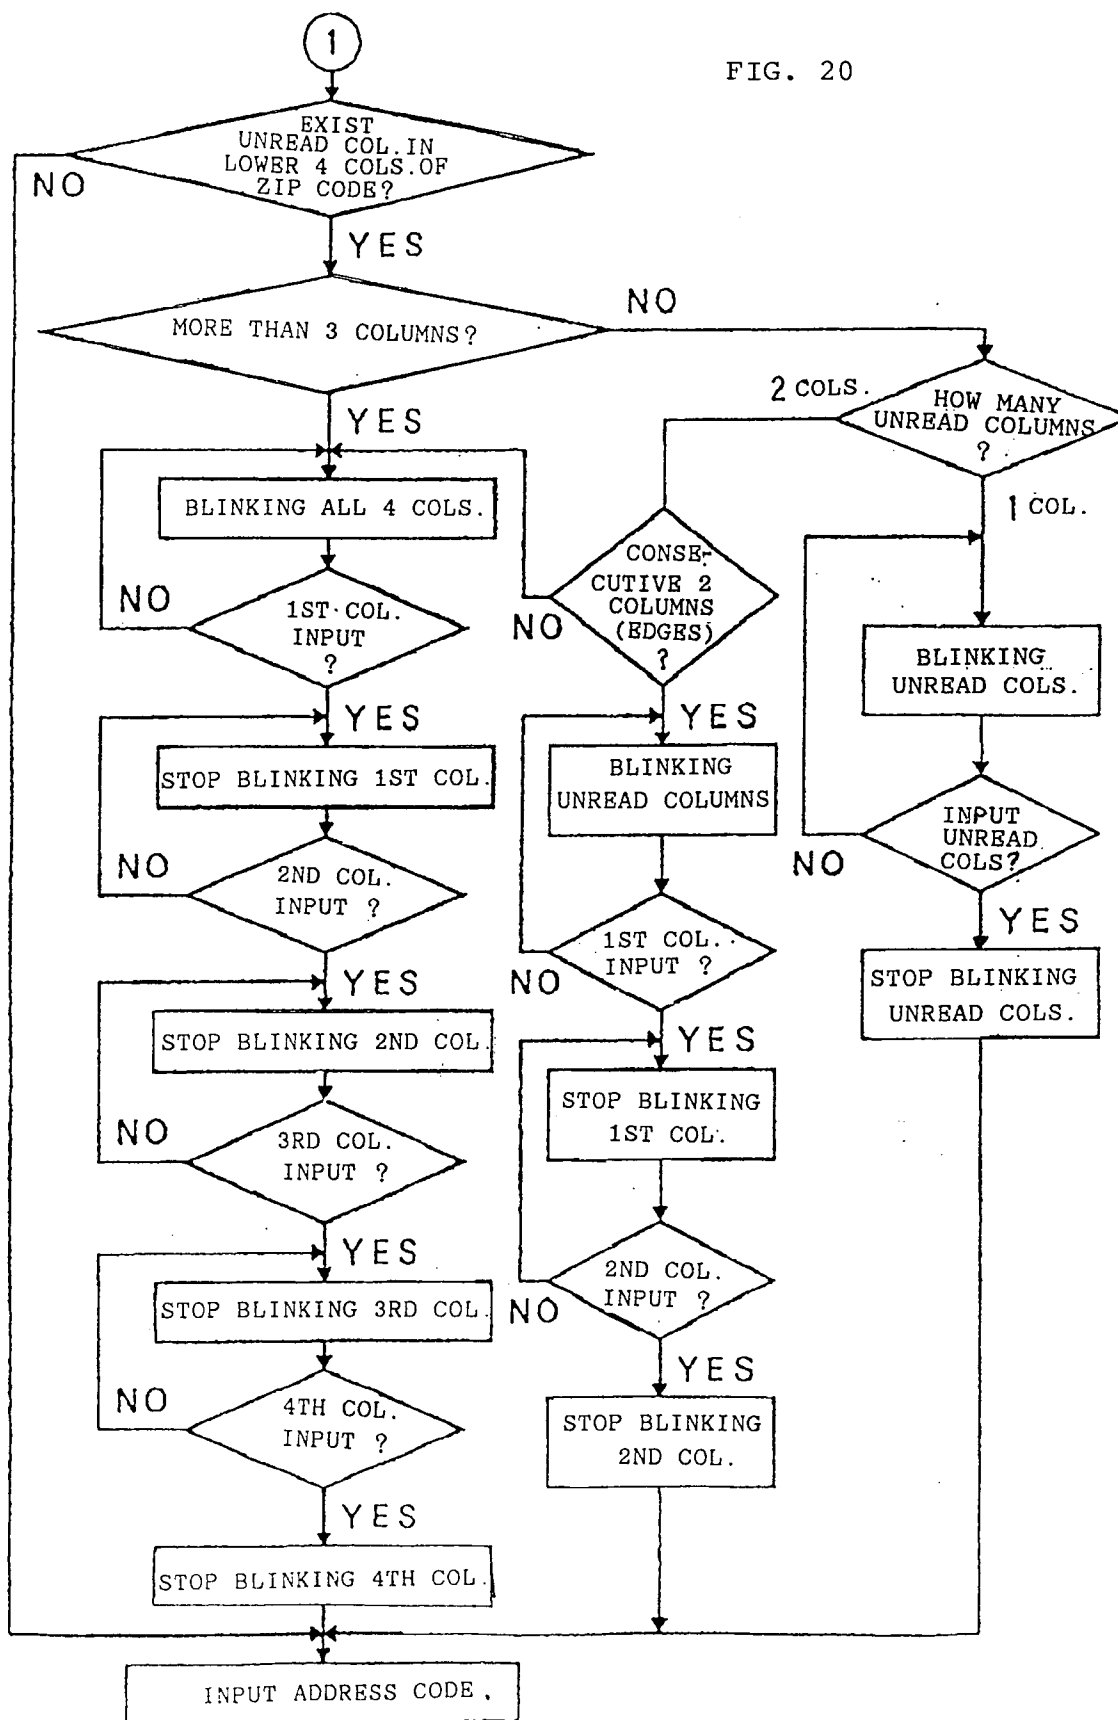 1
FIG. 20
EXIST
UNREAD COL. IN
LOWER 4 COLS. OF
ZIP CODE?
NO
YES
MORE THAN 3 COLUMNS?
NO
YES
2 COLS.
HOW MANY
UNREAD COLUMNS
?
1 COL.
BLINKING ALL 4 COLS.
1ST COL.
INPUT
?
NO
YES
STOP BLINKING 1ST COL.
2ND COL.
INPUT ?
NO
YES
STOP BLINKING 2ND COL.
3RD COL.
INPUT ?
NO
YES
STOP BLINKING 3RD COL.
4TH COL.
INPUT ?
NO
YES
STOP BLINKING 4TH COL.
CONSE-
CUTIVE 2
COLUMNS
(EDGES)
?
NO
YES
BLINKING
UNREAD COLUMNS
1ST COL.
INPUT ?
NO
YES
STOP BLINKING
1ST COL.
2ND COL.
INPUT ?
NO
YES
STOP BLINKING
2ND COL.
BLINKING
UNREAD COLS.
INPUT
UNREAD
COLS?
NO
YES
STOP BLINKING
UNREAD COLS.
INPUT ADDRESS CODE.